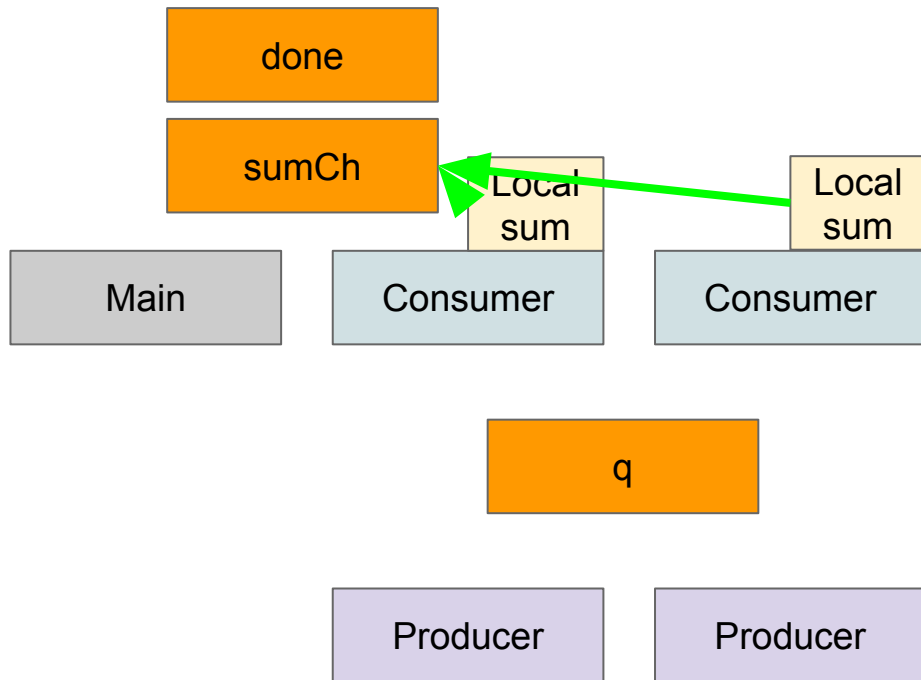 done
sumCh
Local
sum
Local
sum
Main
Consumer
Consumer
q
Producer
Producer